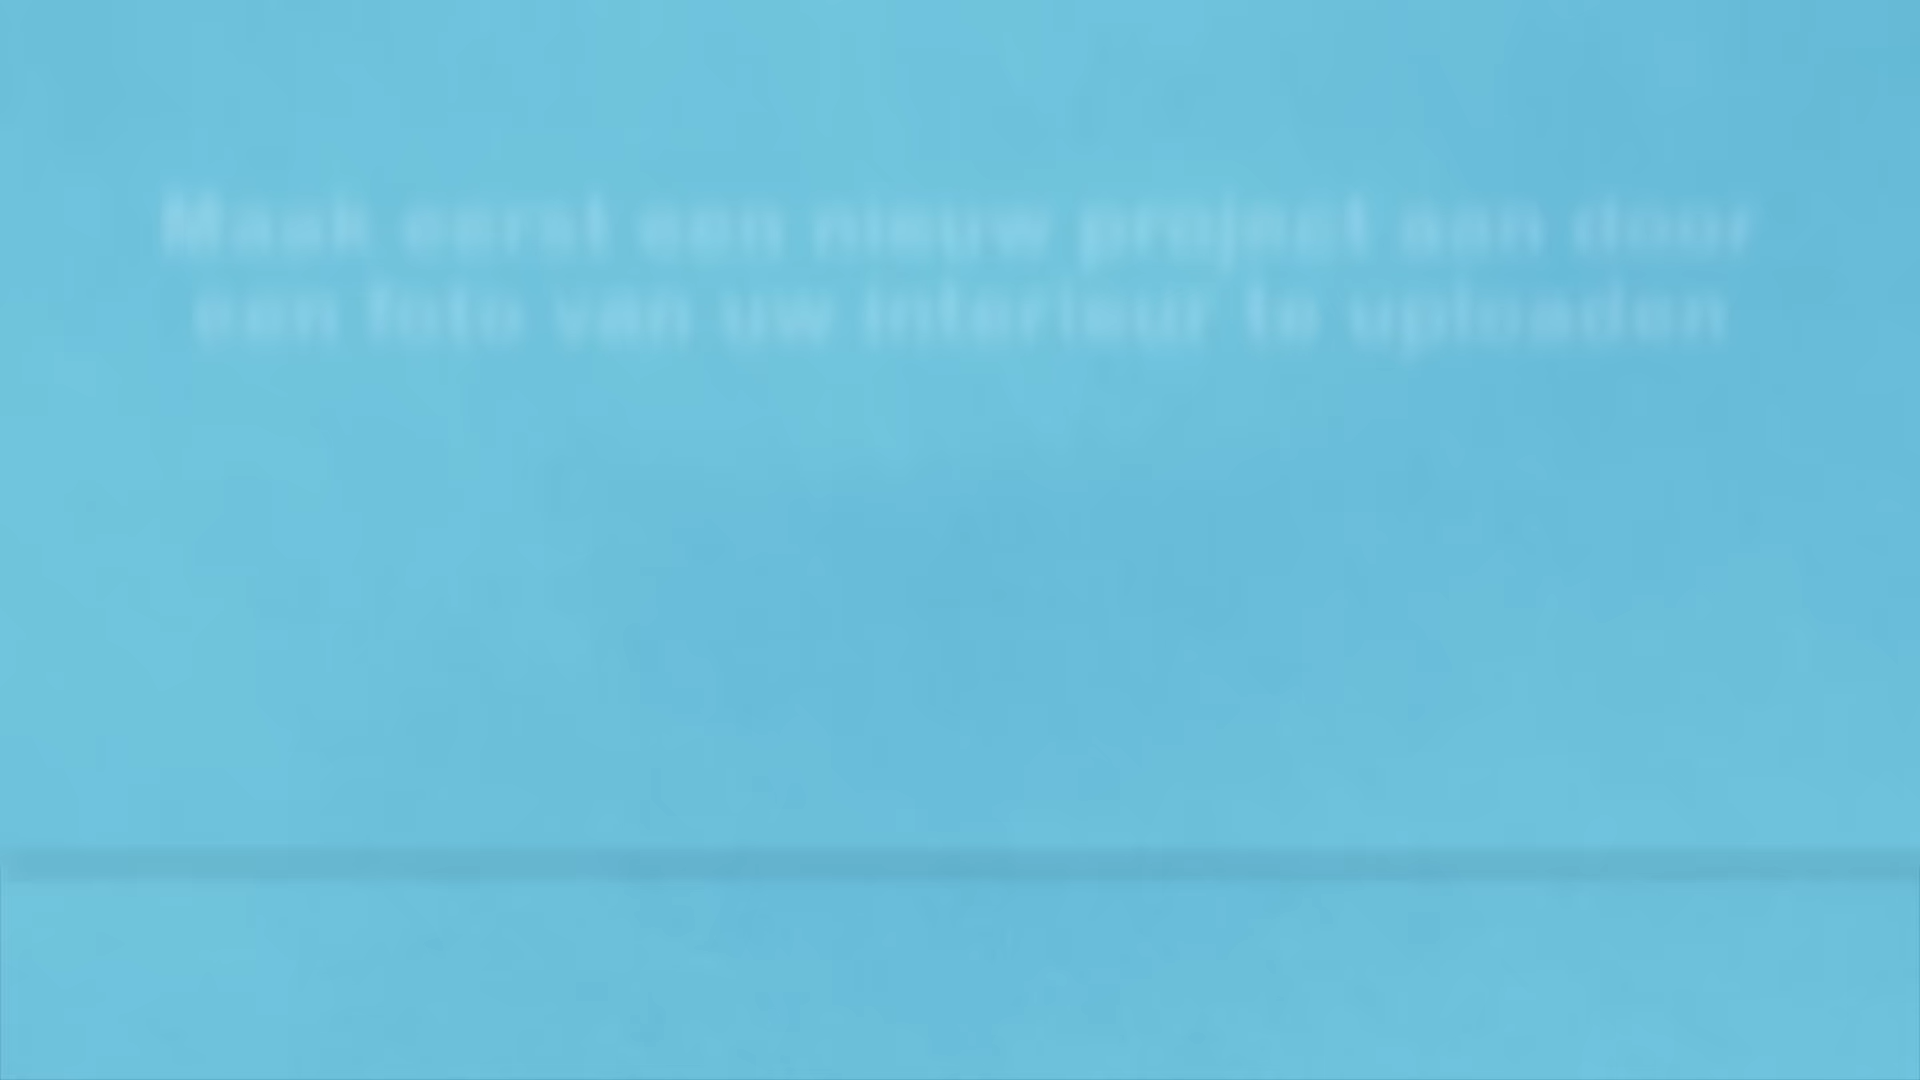 Maak eerst een nieuw project aan door
een foto van uw interieur te uploaden